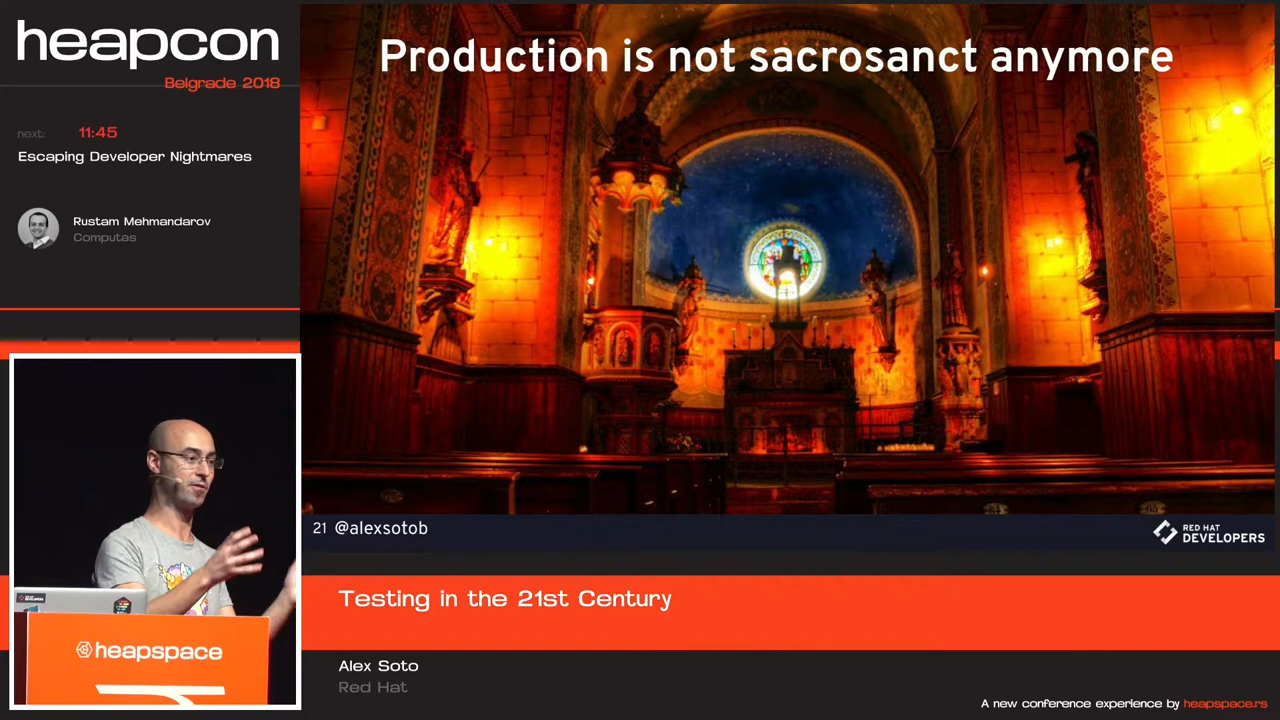 heapcon
Belgrade 2018
next: 11:45
Escaping Developer Nightmares
Rustam Mehmandarov
Computas
Production is not sacrosanct anymore
21 @alexsotob
RED HAT
DEVELOPERS
heapspace
Testing in the 21st Century
Alex Soto
Red Hat
A new conference experience by heapspace.rs